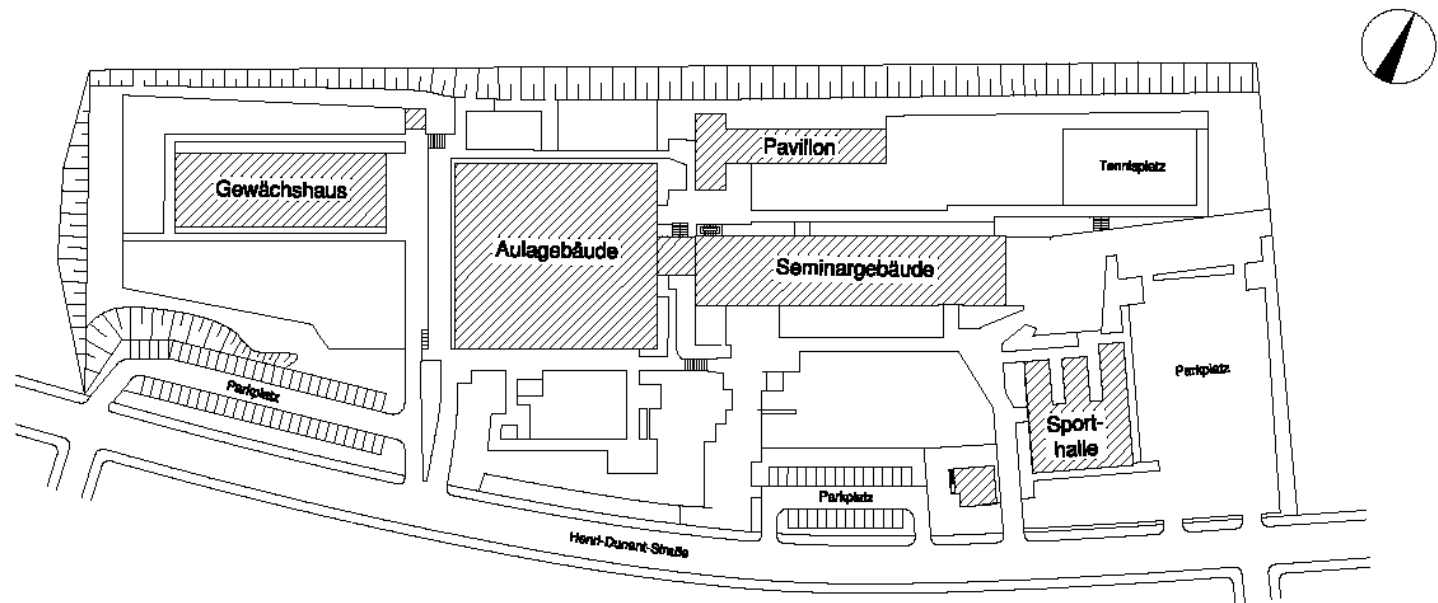 Pavillon
Tennisplatz
Gewächshaus
Aulagebäude
Seminargebäude
Parkplatz
Parkplatz
Sport-
halle
Parkplatz
Henri-Dunant-Straße